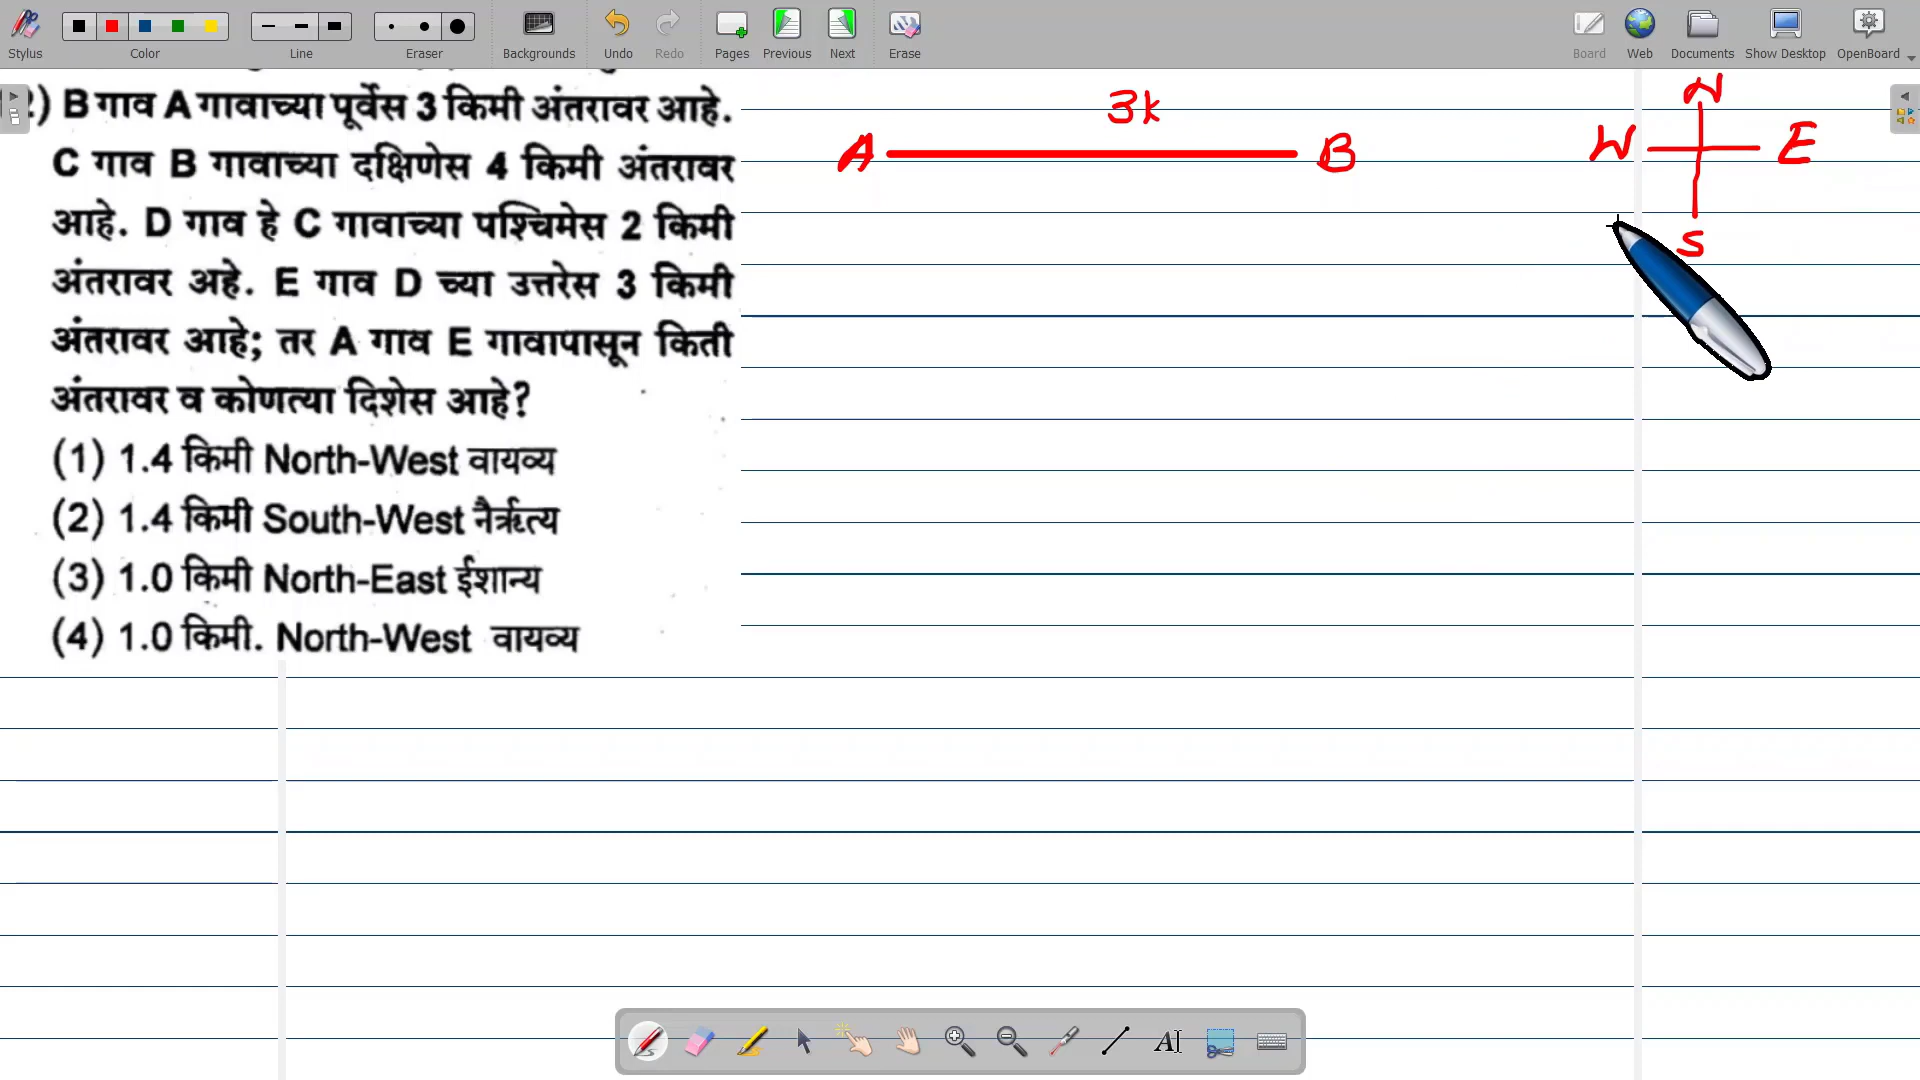 Stylus
Color
Line
Eraser
Backgrounds
Undo
Redo
Pages
Previous
Next
Erase
Board
Web
Documents
Show Desktop
OpenBoard
2) B गाव A गावाच्या पूर्वेस 3 किमी अंतरावर आहे.
C गाव B गावाच्या दक्षिणेस 4 किमी अंतरावर
आहे. D गाव हे C गावाच्या पश्चिमेस 2 किमी
अंतरावर अहे. E गाव D च्या उत्तरेस 3 किमी
अंतरावर आहे; तर A गाव E गावापासून किती
अंतरावर व कोणत्या दिशेस आहे?
(1) 1.4 किमी North-West वायव्य
(2) 1.4 किमी South-West नैर्ऋत्य
(3) 1.0 किमी North-East ईशान्य
(4) 1.0 किमी. North-West वायव्य
3k
A B
N
W E
S